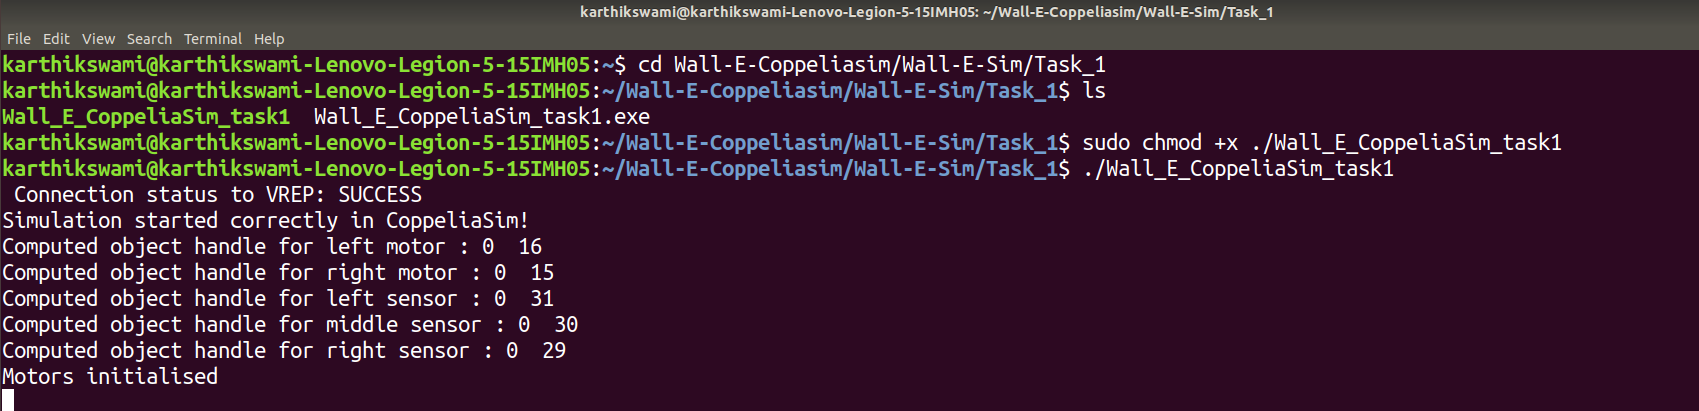 karthikswami@karthikswami-Lenovo-Legion-5-15IMH05: ~/Wall-E-Coppeliasim/Wall-E-Sim/Task_1
File Edit View Search Terminal Help
karthikswami@karthikswami-Lenovo-Legion-5-15IMH05:~$ cd Wall-E-Coppeliasim/Wall-E-Sim/Task_1
karthikswami@karthikswami-Lenovo-Legion-5-15IMH05:~/Wall-E-Coppeliasim/Wall-E-Sim/Task_1$ ls
Wall_E_CoppeliaSim_task1  Wall_E_CoppeliaSim_task1.exe
karthikswami@karthikswami-Lenovo-Legion-5-15IMH05:~/Wall-E-Coppeliasim/Wall-E-Sim/Task_1$ sudo chmod +x ./Wall_E_CoppeliaSim_task1
karthikswami@karthikswami-Lenovo-Legion-5-15IMH05:~/Wall-E-Coppeliasim/Wall-E-Sim/Task_1$ ./Wall_E_CoppeliaSim_task1
 Connection status to VREP: SUCCESS
Simulation started correctly in CoppeliaSim!
Computed object handle for left motor : 0  16
Computed object handle for right motor : 0  15
Computed object handle for left sensor : 0  31
Computed object handle for middle sensor : 0  30
Computed object handle for right sensor : 0  29
Motors initialised